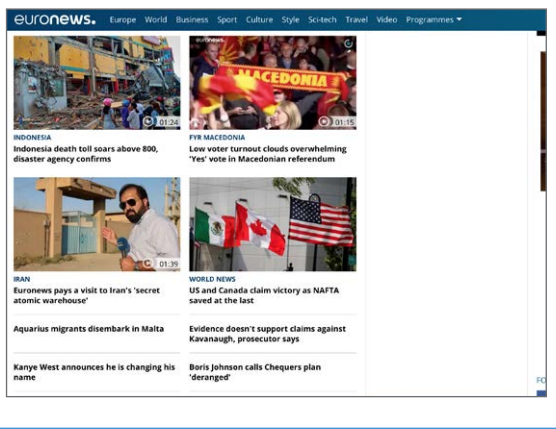 euronews.
Europe World Business Sport Culture Style Sci-tech Travel Video Programmes
01:24
euronews.
MACEDONIA
01:15
INDONESIA
Indonesia death toll soars above 800,
disaster agency confirms
FYR MACEDONIA
Low voter turnout clouds overwhelming
'Yes' vote in Macedonian referendum
01:39
IRAN
Euronews pays a visit to Iran's 'secret
atomic warehouse'
WORLD NEWS
US and Canada claim victory as NAFTA
saved at the last
Aquarius migrants disembark in Malta
Evidence doesn't support claims against
Kavanaugh, prosecutor says
Kanye West announces he is changing his
name
Boris Johnson calls Chequers plan
'deranged'
FO